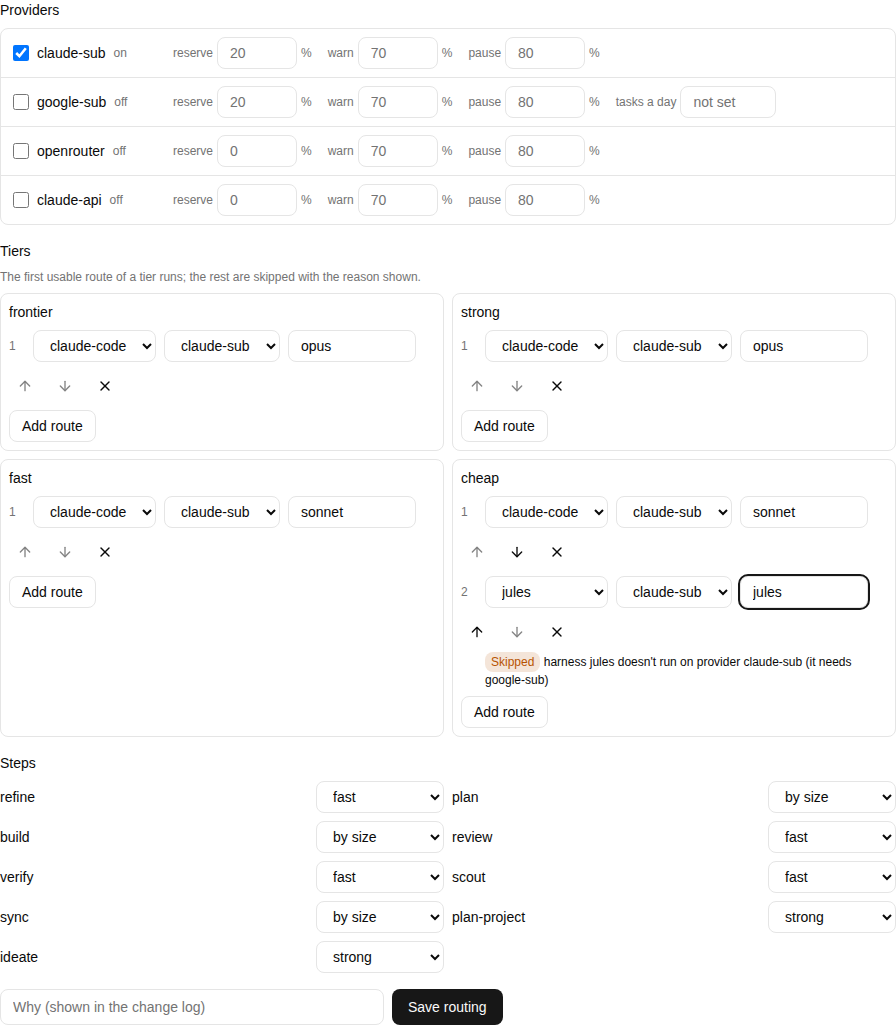 Providers
claude-sub on reserve 20 % warn 70 % pause 80 %
google-sub off reserve 20 % warn 70 % pause 80 % tasks a day not set
openrouter off reserve 0 % warn 70 % pause 80 %
claude-api off reserve 0 % warn 70 % pause 80 %
Tiers
The first usable route of a tier runs; the rest are skipped with the reason shown.
frontier
1 claude-code claude-sub opus
Add route
strong
1 claude-code claude-sub opus
Add route
fast
1 claude-code claude-sub sonnet
Add route
cheap
1 claude-code claude-sub sonnet
2 jules claude-sub jules
Skipped harness jules doesn't run on provider claude-sub (it needs
google-sub)
Add route
Steps
refine fast plan by size
build by size review fast
verify fast scout fast
sync by size plan-project strong
ideate strong
Why (shown in the change log) Save routing